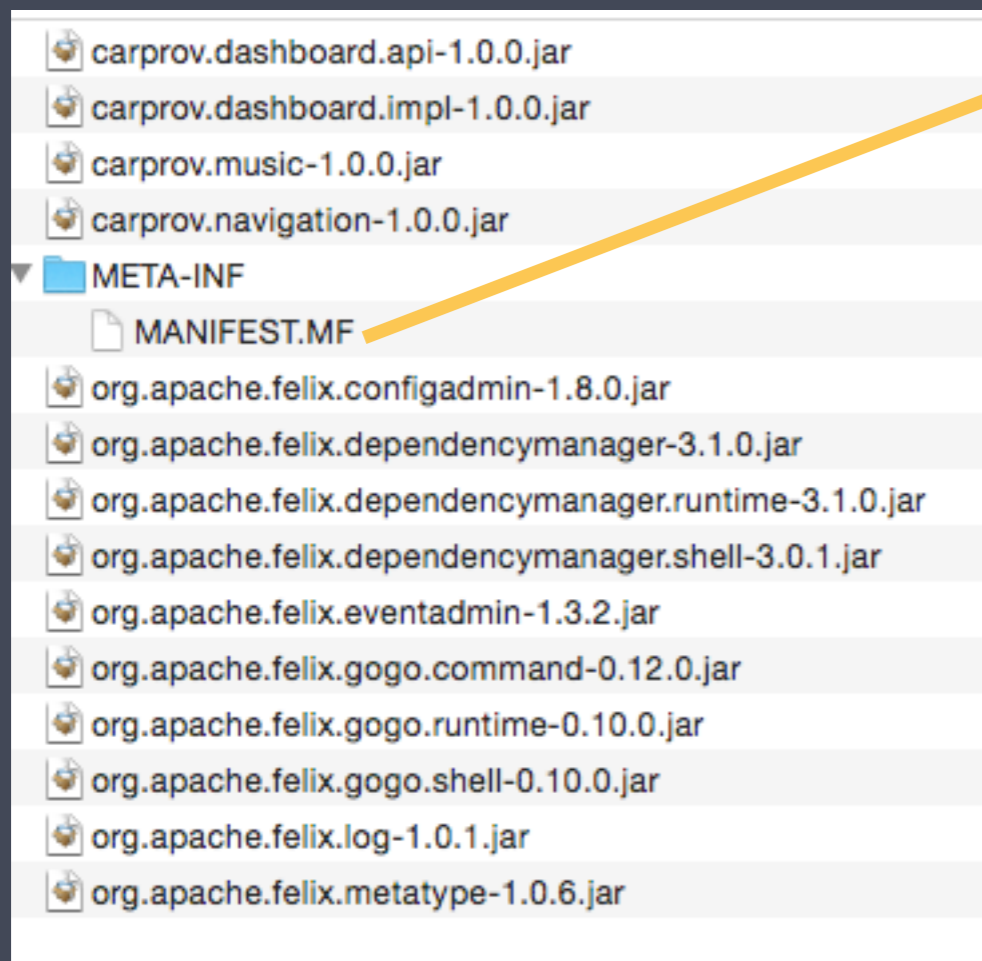 carprov.dashboard.api-1.0.0.jar
carprov.dashboard.impl-1.0.0.jar
carprov.music-1.0.0.jar
carprov.navigation-1.0.0.jar
META-INF
MANIFEST.MF
org.apache.felix.configadmin-1.8.0.jar
org.apache.felix.dependencymanager-3.1.0.jar
org.apache.felix.dependencymanager.runtime-3.1.0.jar
org.apache.felix.dependencymanager.shell-3.0.1.jar
org.apache.felix.eventadmin-1.3.2.jar
org.apache.felix.gogo.command-0.12.0.jar
org.apache.felix.gogo.runtime-0.10.0.jar
org.apache.felix.gogo.shell-0.10.0.jar
org.apache.felix.log-1.0.1.jar
org.apache.felix.metatype-1.0.6.jar